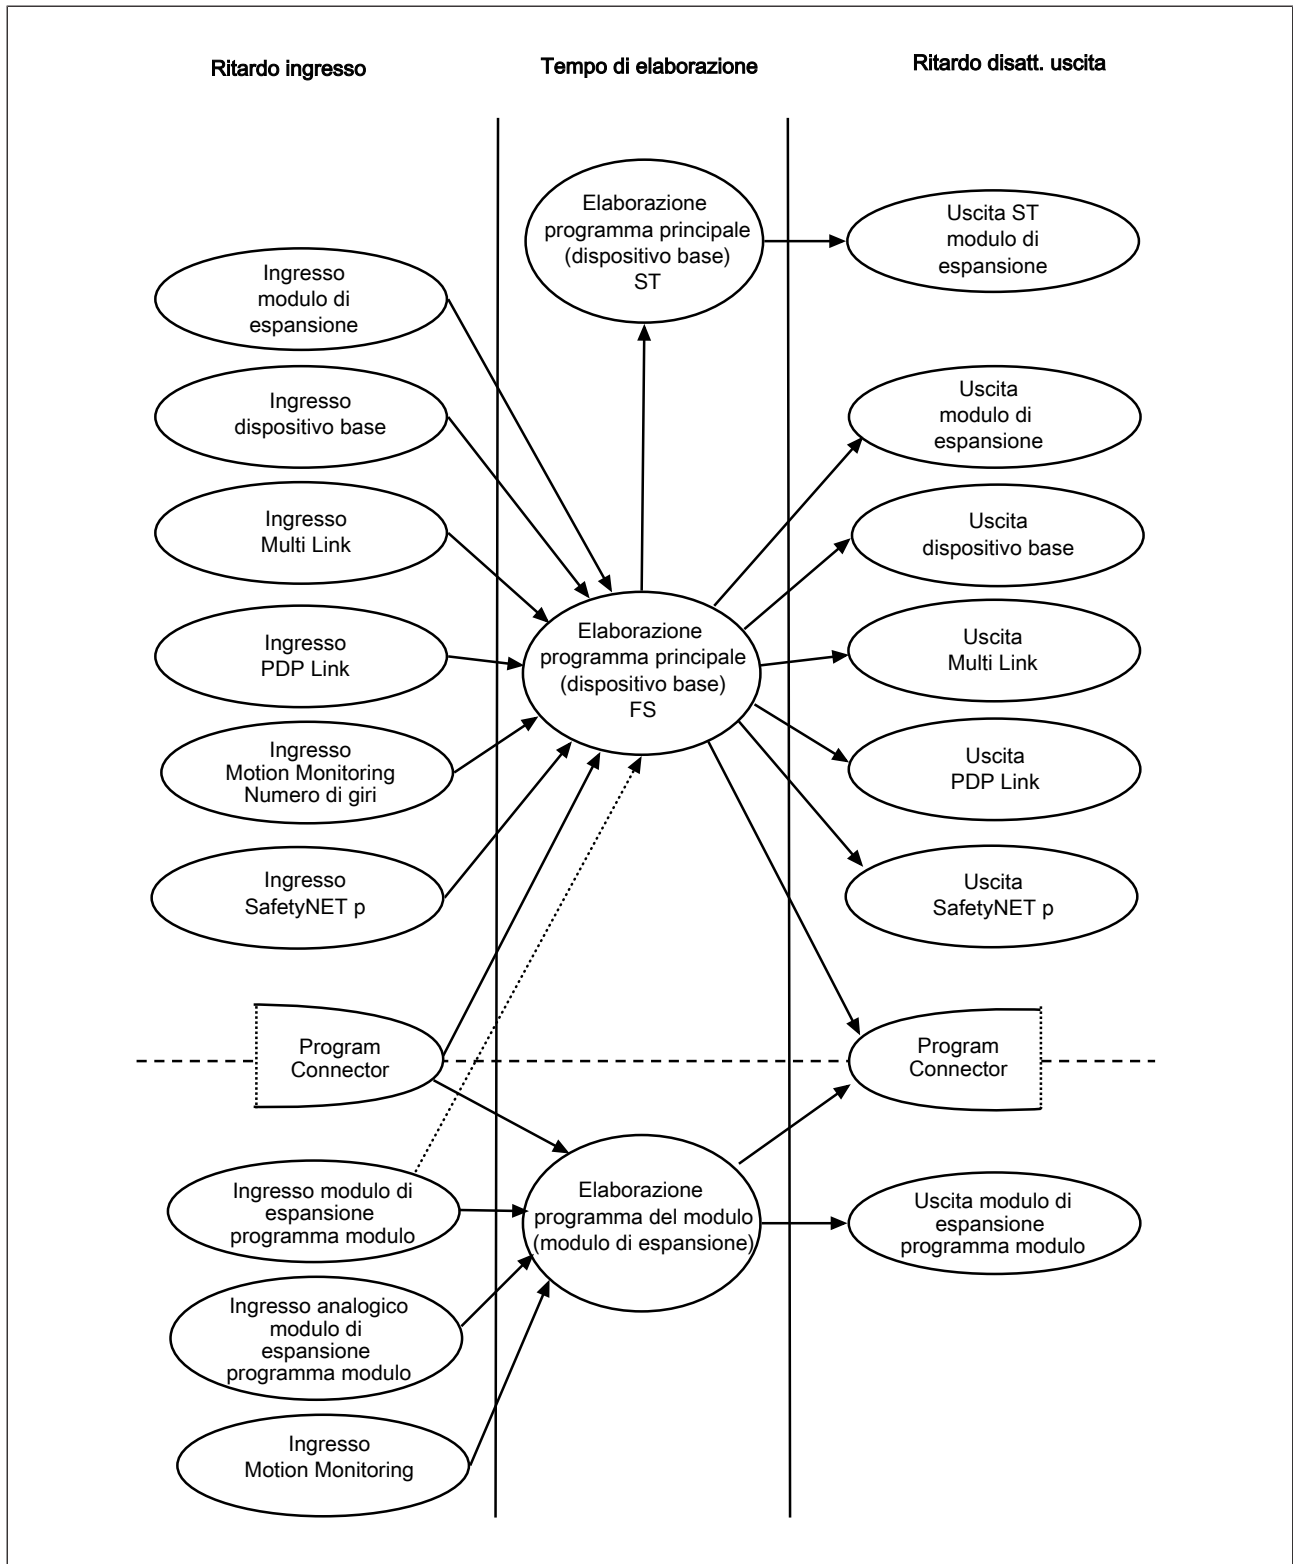 Ritardo ingresso
Tempo di elaborazione
Ritardo disatt. uscita
Elaborazione
programma principale
(dispositivo base)
ST
Uscita ST
modulo di
espansione
Ingresso
modulo di
espansione
Ingresso
dispositivo base
Uscita
modulo di
espansione
Ingresso
Multi Link
Uscita
dispositivo base
Ingresso
PDP Link
Elaborazione
programma principale
(dispositivo base)
FS
Uscita
Multi Link
Ingresso
Motion Monitoring
Numero di giri
Uscita
PDP Link
Ingresso
SafetyNET p
Uscita
SafetyNET p
Program
Connector
Program
Connector
Ingresso modulo di
espansione
programma modulo
Elaborazione
programma del modulo
(modulo di espansione)
Uscita modulo di
espansione
programma modulo
Ingresso analogico
modulo di
espansione
programma modulo
Ingresso
Motion Monitoring